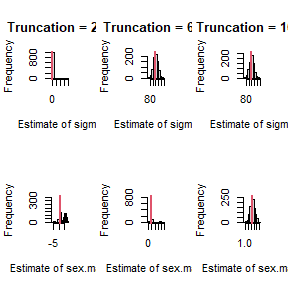 Truncation = 2
Truncation = 6
Truncation = 10
Frequency
0 800
0
Estimate of sigm
Frequency
0 200
80
Estimate of sigm
Frequency
0 200
80
Estimate of sigm
Frequency
0 300
-5
Estimate of sex.m
Frequency
0 200
0
Estimate of sex.m
Frequency
0 250
1.0
Estimate of sex.m